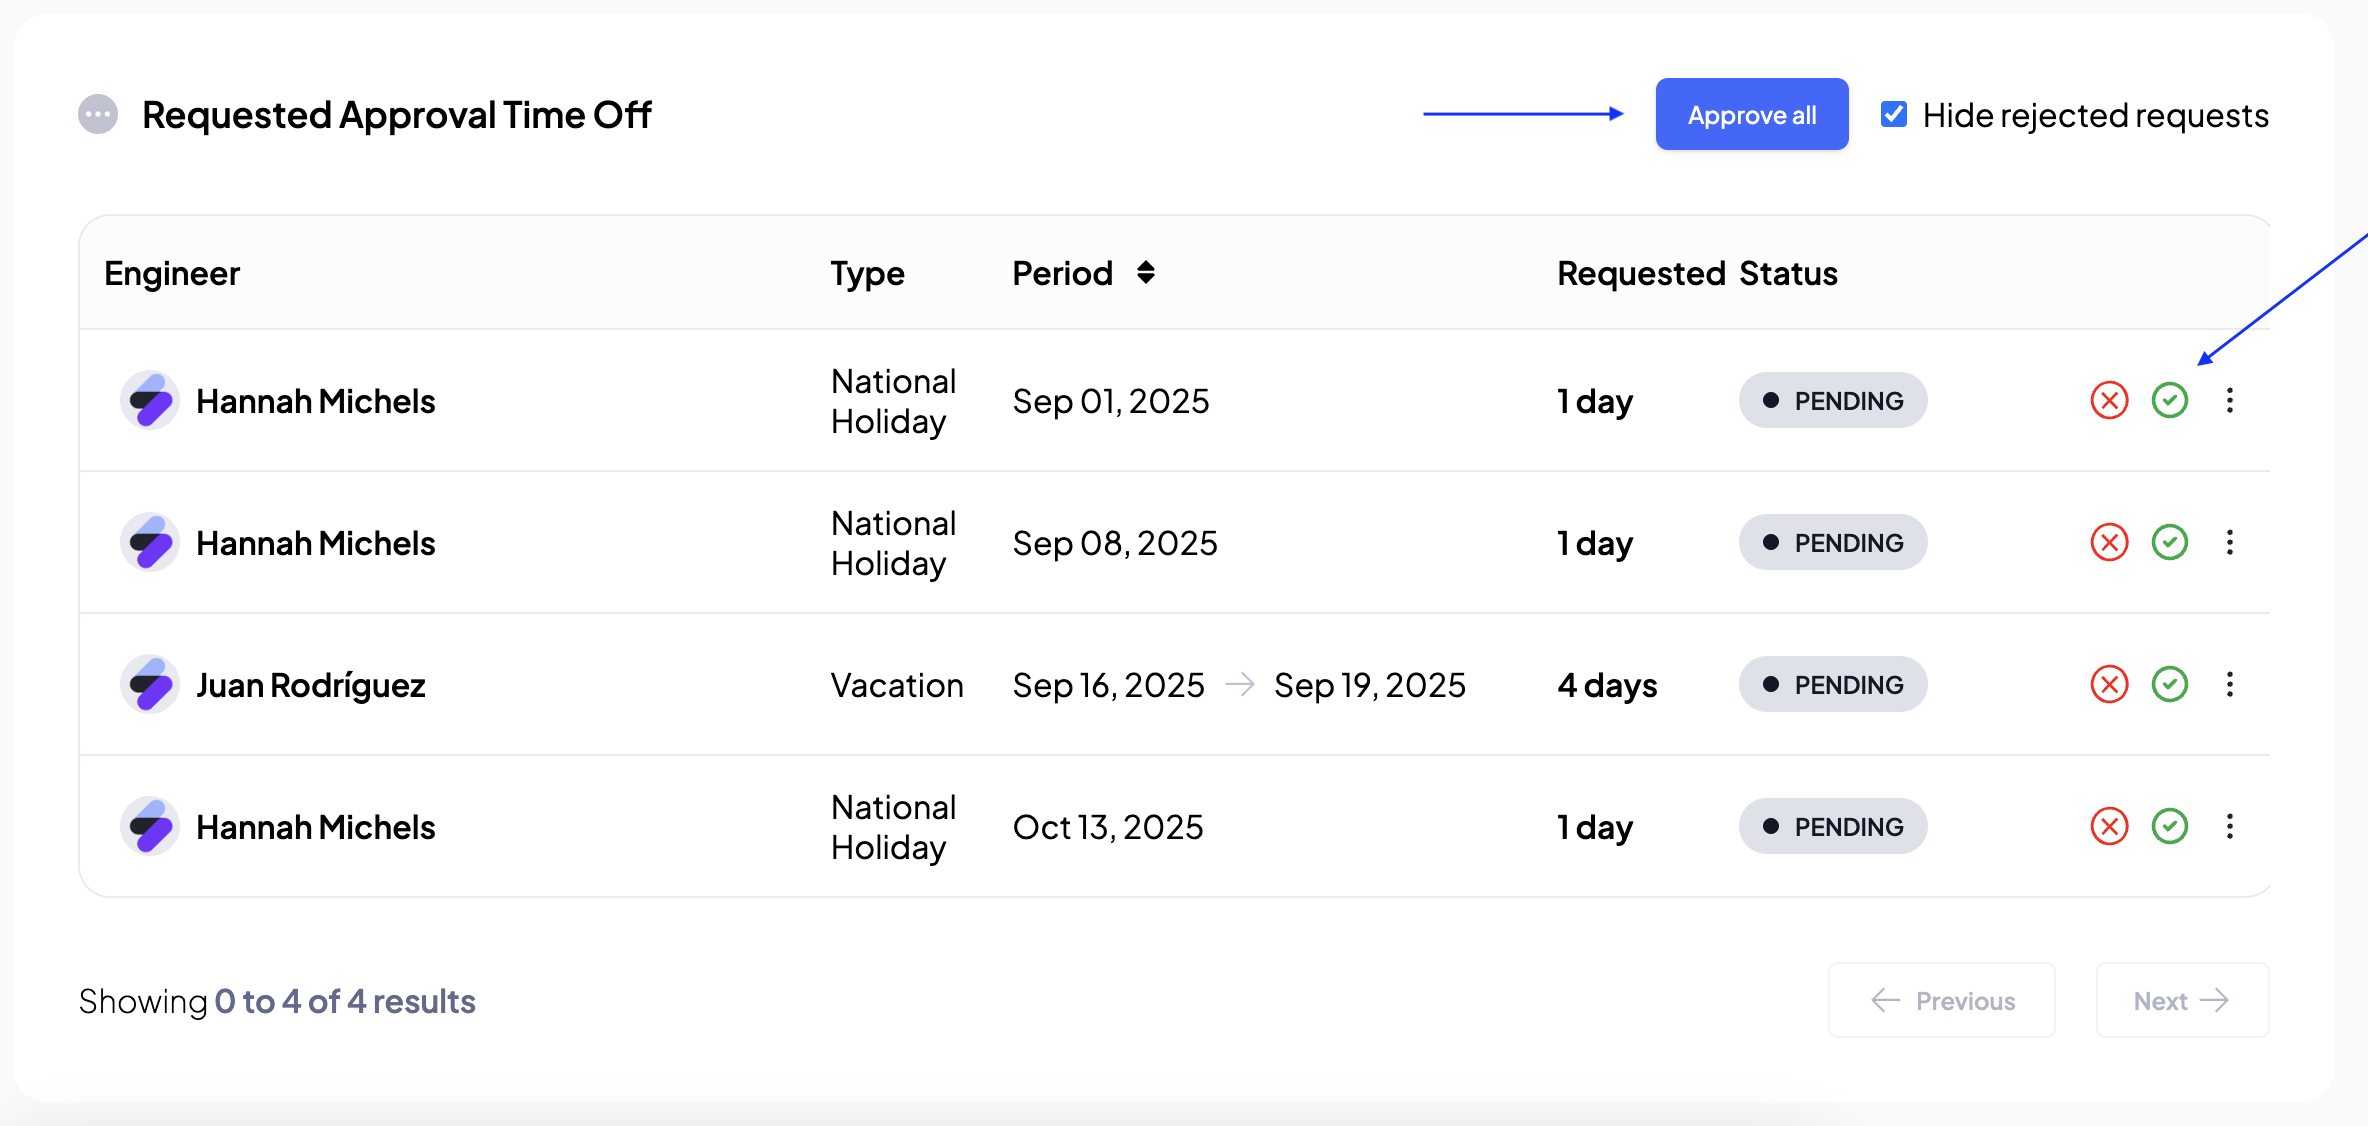 Requested Approval Time Off
Approve all
Hide rejected requests
Engineer Type Period Requested Status
Hannah Michels National Holiday Sep 01, 2025 1 day PENDING
Hannah Michels National Holiday Sep 08, 2025 1 day PENDING
Juan Rodríguez Vacation Sep 16, 2025 → Sep 19, 2025 4 days PENDING
Hannah Michels National Holiday Oct 13, 2025 1 day PENDING
Showing 0 to 4 of 4 results
← Previous
Next →